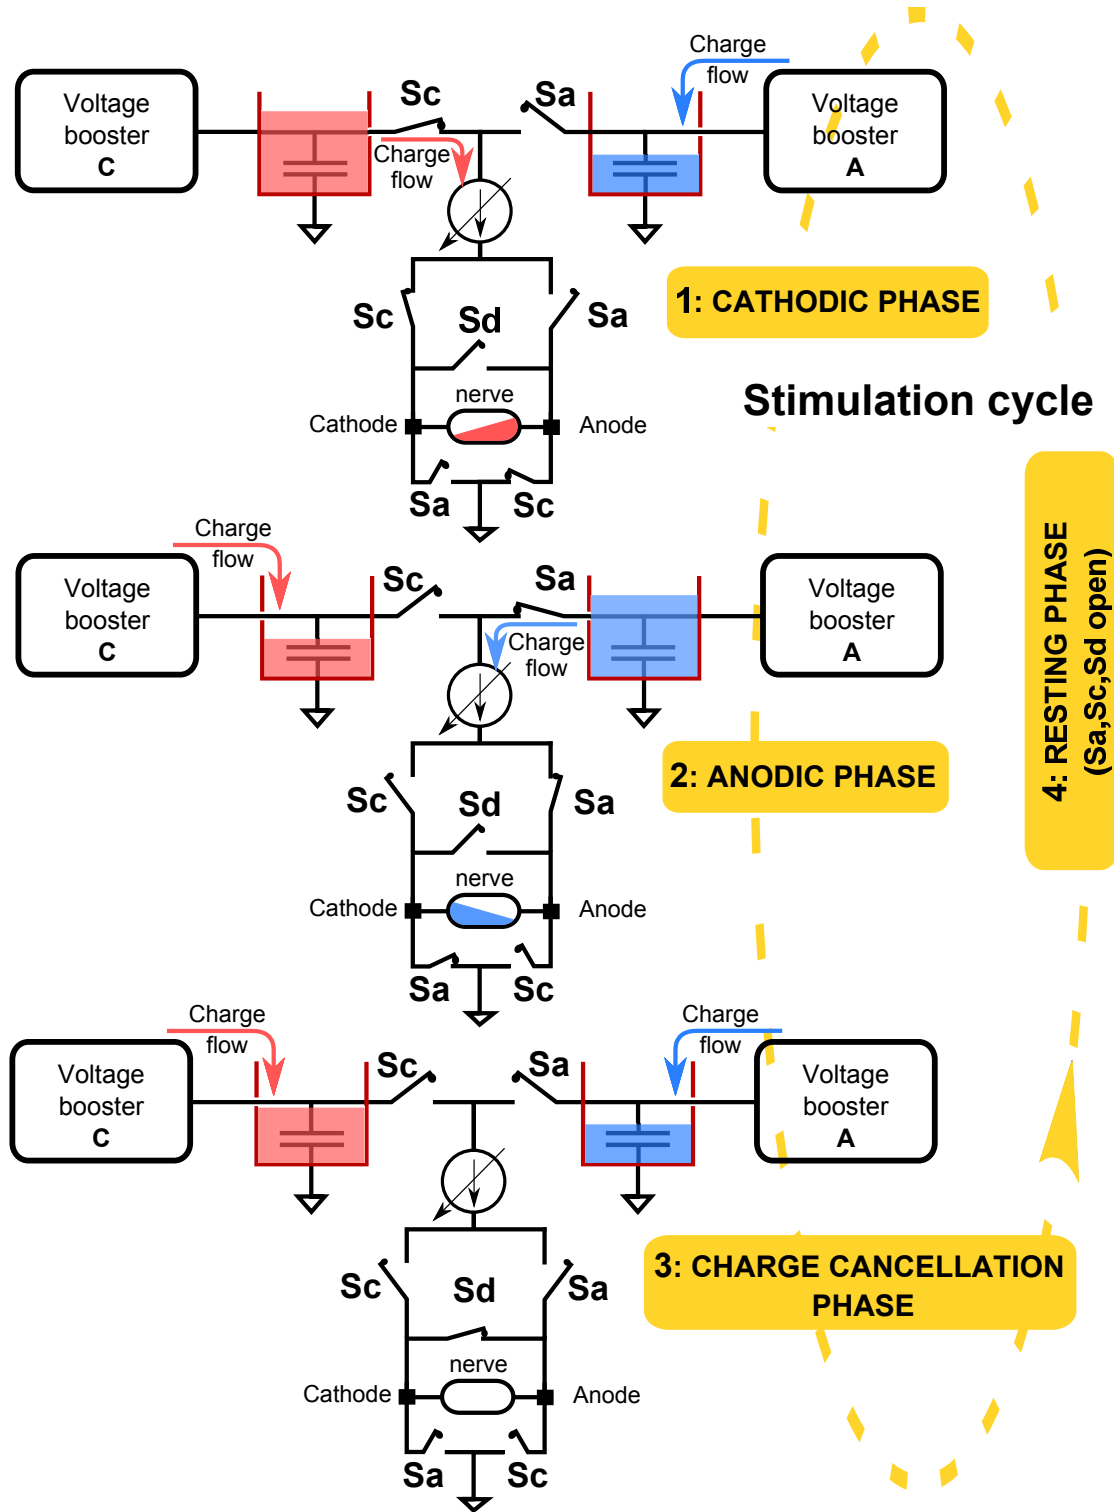 Voltage
booster
C
Sc
Charge
flow
Sa
Charge
flow
Voltage
booster
A
Sc
Sd
Sa
1: CATHODIC PHASE
nerve
Cathode
Anode
Sa
Sc
Stimulation cycle
Charge
flow
Voltage
booster
C
Sc
Sa
Charge
flow
Voltage
booster
A
4: RESTING PHASE
(Sa,Sc,Sd open)
Sc
Sd
Sa
2: ANODIC PHASE
nerve
Cathode
Anode
Sa
Sc
Charge
flow
Voltage
booster
C
Sc
Sa
Charge
flow
Voltage
booster
A
Sc
Sd
Sa
3: CHARGE CANCELLATION
PHASE
nerve
Cathode
Anode
Sa
Sc